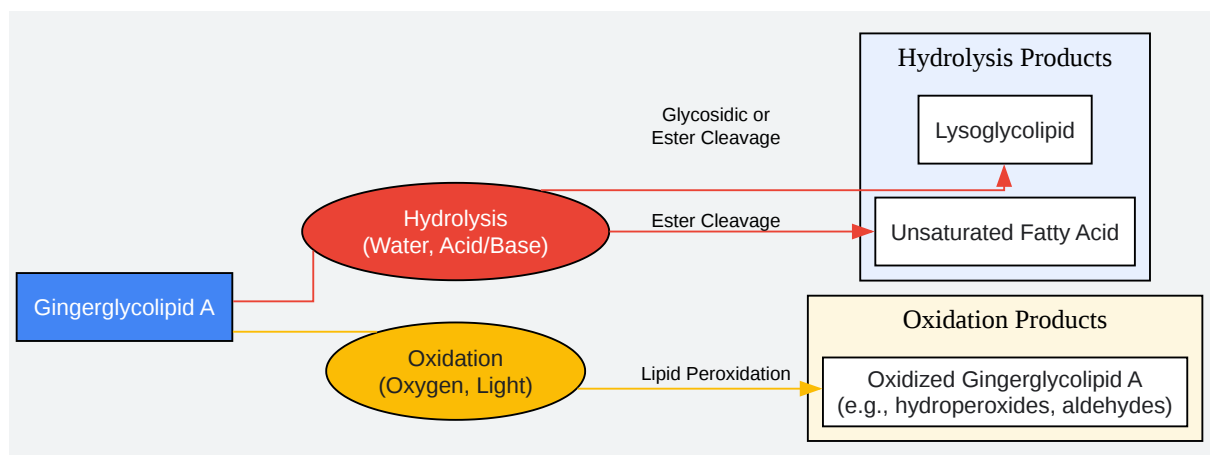 Hydrolysis Products
Glycosidic or
Ester Cleavage
Lysoglycolipid
Hydrolysis
(Water, Acid/Base)
Ester Cleavage
Unsaturated Fatty Acid
Gingerglycolipid A
Oxidation Products
Oxidation
(Oxygen, Light)
Lipid Peroxidation
Oxidized Gingerglycolipid A
(e.g., hydroperoxides, aldehydes)